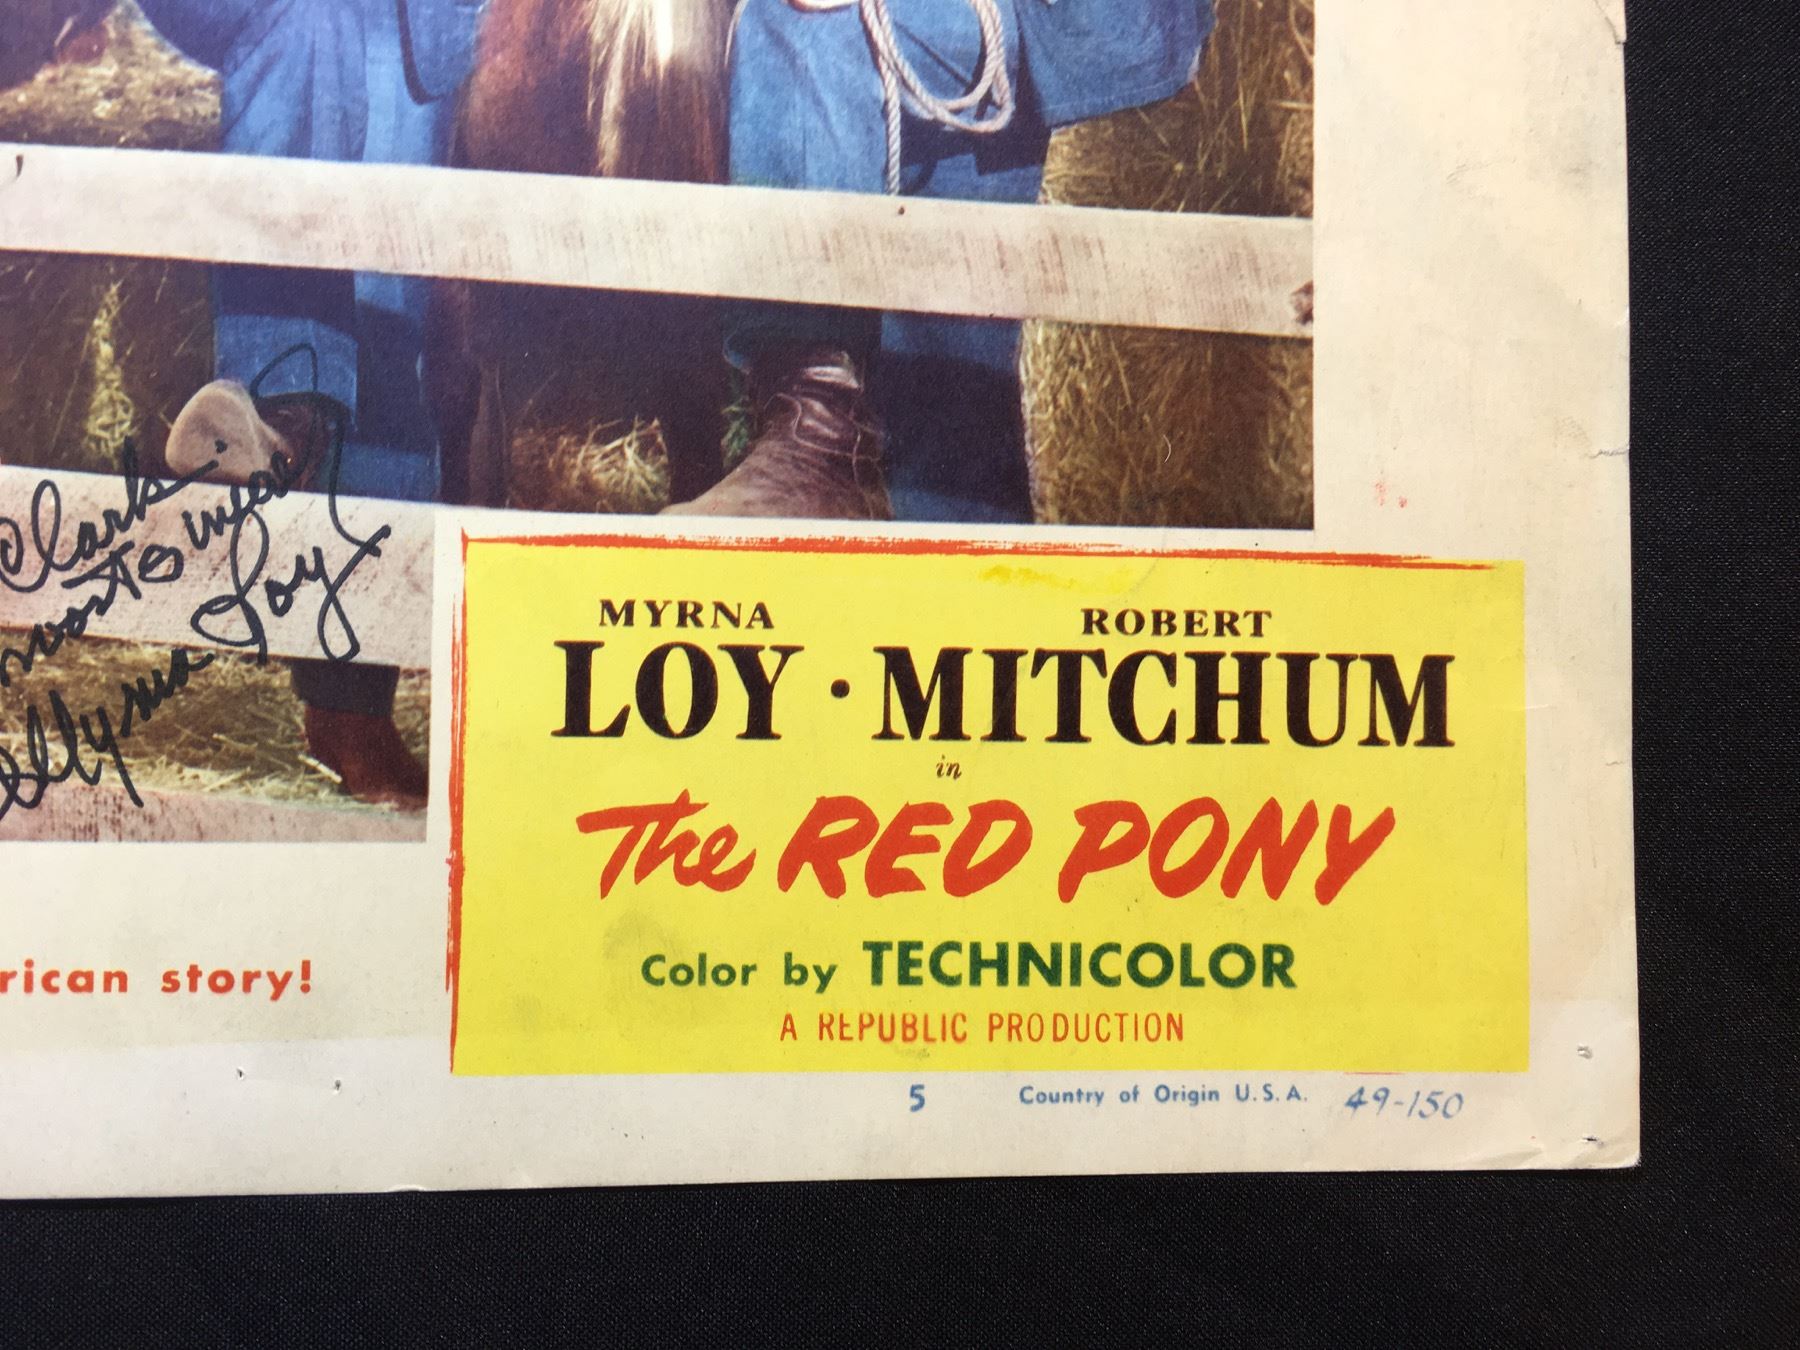 Clark
Myrna Loy
MYRNA ROBERT
LOY · MITCHUM
in
The RED PONY
Color by TECHNICOLOR
A REPUBLIC PRODUCTION
rican story!
5 Country of Origin U.S.A. 49-150